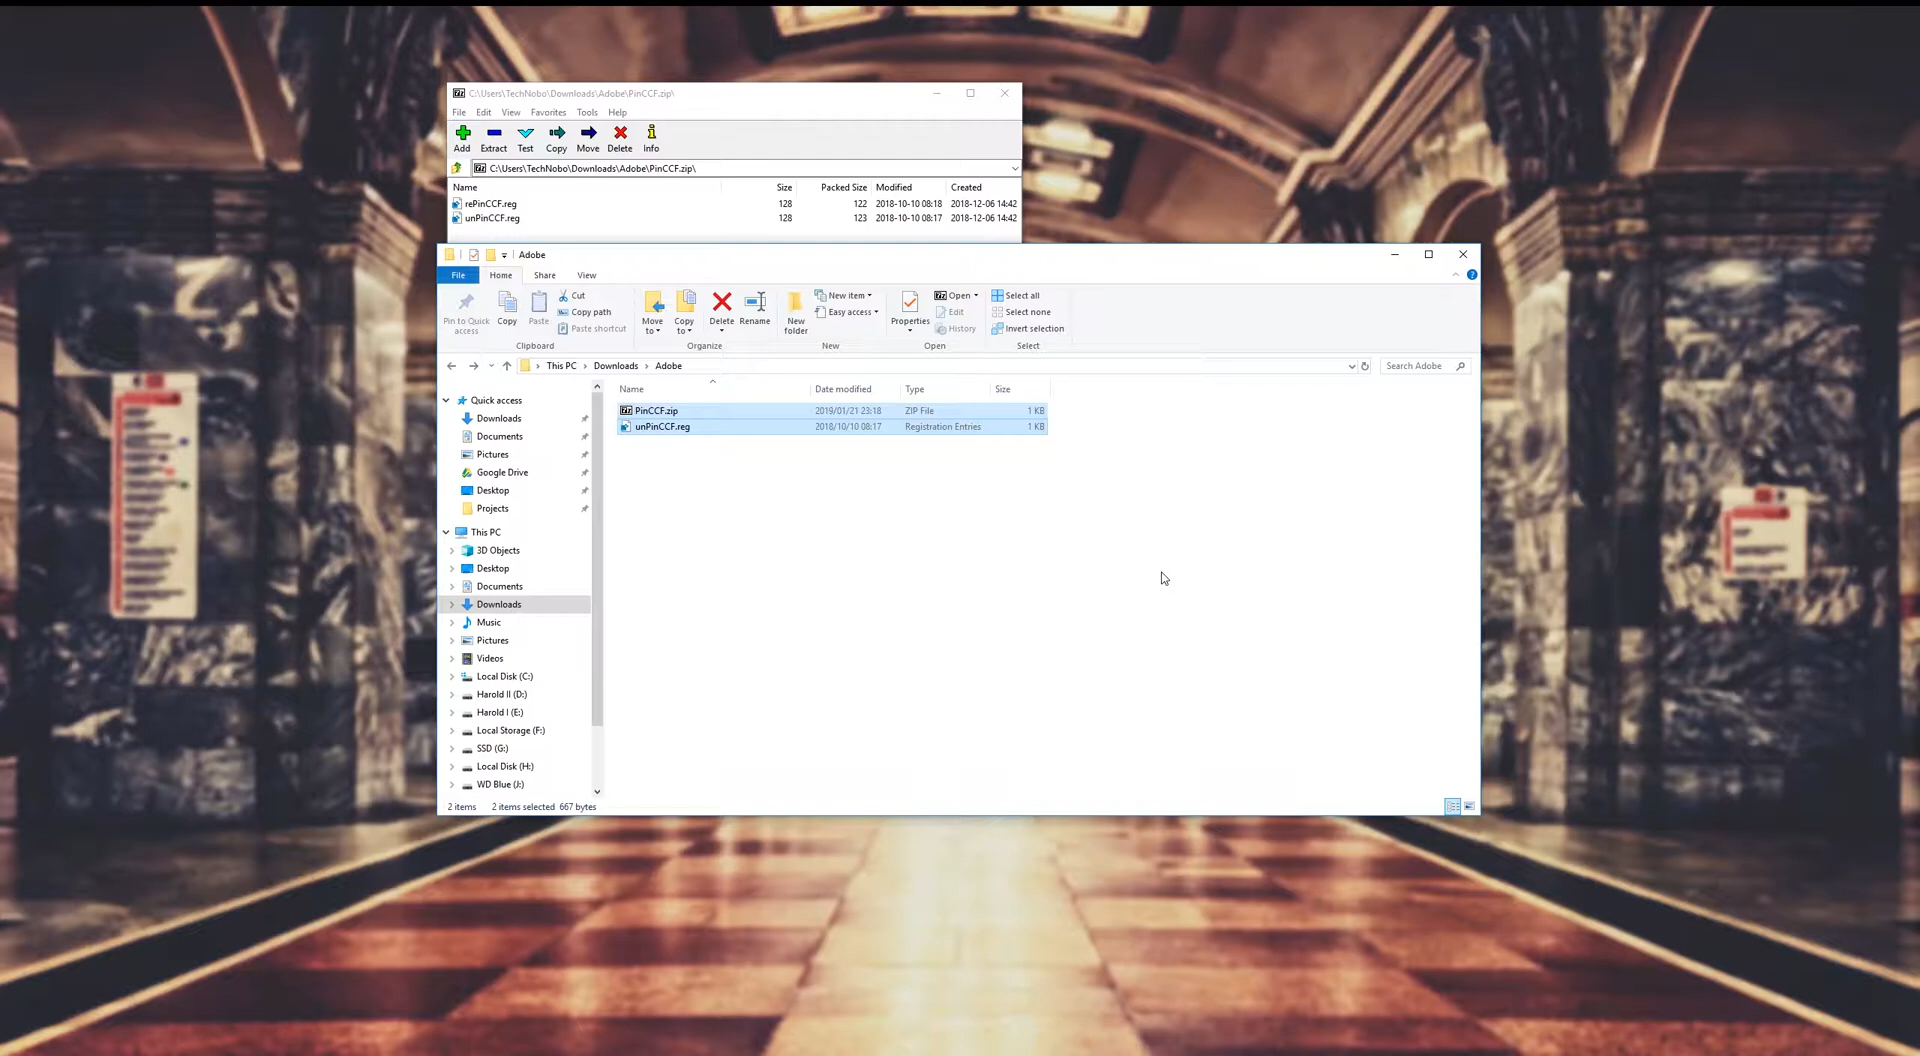 C:\Users\TechNobo\Downloads\Adobe\PinCCF.zip\
File Edit View Favorites Tools Help
Add Extract Test Copy Move Delete Info
C:\Users\TechNobo\Downloads\Adobe\PinCCF.zip\
Name Size Packed Size Modified Created
rePinCCF.reg 128 122 2018-10-10 08:18 2018-12-06 14:42
unPinCCF.reg 128 123 2018-10-10 08:17 2018-12-06 14:42
Adobe
File Home Share View
Pin to Quick access
Copy
Paste
Cut
Copy path
Paste shortcut
Clipboard
Move to
Copy to
Delete
Rename
Organize
New folder
New item
Easy access
New
Properties
Open
Edit
History
Open
Select all
Select none
Invert selection
Select
This PC > Downloads > Adobe
Search Adobe
Name Date modified Type Size
PinCCF.zip 2019/01/21 23:18 ZIP File 1 KB
unPinCCF.reg 2018/10/10 08:17 Registration Entries 1 KB
Quick access
Downloads
Documents
Pictures
Google Drive
Desktop
Projects
This PC
3D Objects
Desktop
Documents
Downloads
Music
Pictures
Videos
Local Disk (C:)
Harold II (D:)
Harold I (E:)
Local Storage (F:)
SSD (G:)
Local Disk (H:)
WD Blue (J:)
2 items 2 items selected 667 bytes